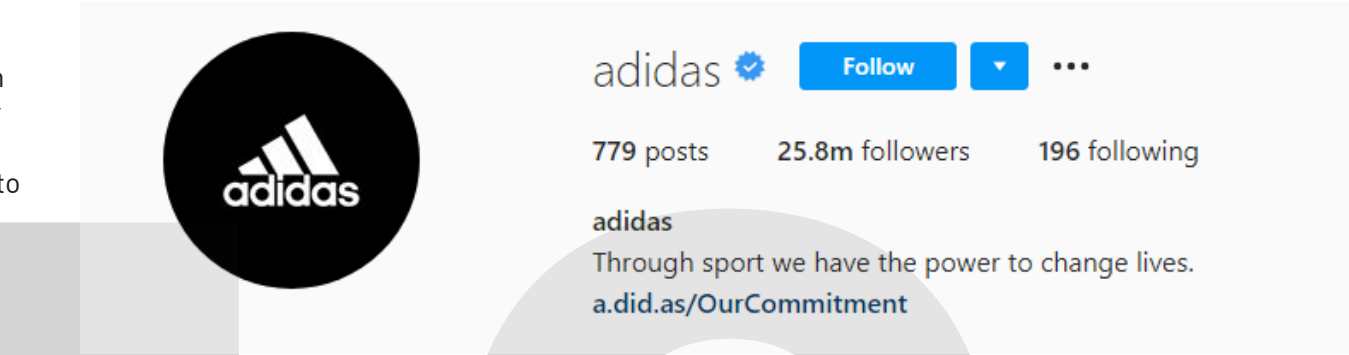 to
adidas
adidas Follow
779 posts 25.8m followers 196 following
adidas
Through sport we have the power to change lives.
a.did.as/OurCommitment